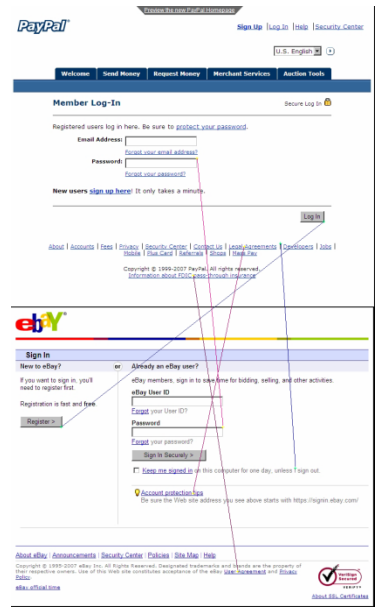 Preview the new PayPal Homepage
PayPal
Sign Up | Log In | Help | Security Center
U.S. English
Welcome Send Money Request Money Merchant Services Auction Tools
Member Log-In
Secure Log In
Registered users log in here. Be sure to protect your password.
Email Address:
Forgot your email address?
Password:
Forgot your password?
New users sign up here! It only takes a minute.
Log In
About | Accounts | Fees | Privacy | Security Center | Contact Us | Legal Agreements | Developers | Jobs |
Mobile | Plus Card | Referrals | Shops | Mass Pay
Copyright © 1999-2007 PayPal. All rights reserved.
Information about FDIC pass-through insurance
ebY
Sign In
New to eBay? or Already an eBay user?
If you want to sign in, you'll need to register first.
Registration is fast and free.
Register >
eBay members, sign in to save time for bidding, selling, and other activities.
eBay User ID
Forgot your User ID?
Password
Forgot your password?
Sign In Securely >
Keep me signed in on this computer for one day, unless I sign out.
Account protection tips
Be sure the Web site address you see above starts with https://signin.ebay.com/
About eBay | Announcements | Security Center | Policies | Site Map | Help
Copyright © 1995-2007 eBay Inc. All Rights Reserved. Designated trademarks and brands are the property of
their respective owners. Use of this Web site constitutes acceptance of the eBay User Agreement and Privacy
Policy.
eBay official time
VeriSign
Secured
VERIFY
About SSL Certificates